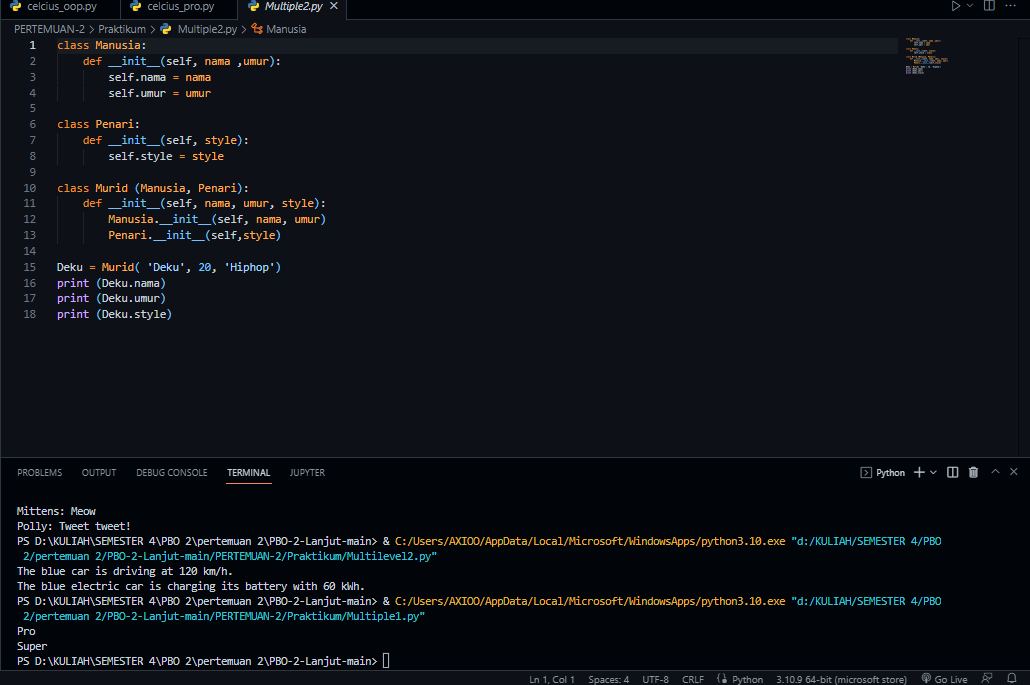 celcius_oop.py celcius_pro.py Multiple2.py
PERTEMUAN-2 > Praktikum > Multiple2.py > Manusia
1 class Manusia:
2 def __init__(self, nama ,umur):
3 self.nama = nama
4 self.umur = umur
5
6 class Penari:
7 def __init__(self, style):
8 self.style = style
9
10 class Murid (Manusia, Penari):
11 def __init__(self, nama, umur, style):
12 Manusia.__init__(self, nama, umur)
13 Penari.__init__(self,style)
14
15 Deku = Murid( 'Deku', 20, 'Hiphop')
16 print (Deku.nama)
17 print (Deku.umur)
18 print (Deku.style)
PROBLEMS OUTPUT DEBUG CONSOLE TERMINAL JUPYTER Python
Mittens: Meow
Polly: Tweet tweet!
PS D:\KULIAH\SEMESTER 4\PBO 2\pertemuan 2\PBO-2-Lanjut-main> & C:/Users/AXIOO/AppData/Local/Microsoft/WindowsApps/python3.10.exe "d:/KULIAH/SEMESTER 4/PBO
2/pertemuan 2/PBO-2-Lanjut-main/PERTEMUAN-2/Praktikum/Multilevel2.py"
The blue car is driving at 120 km/h.
The blue electric car is charging its battery with 60 kWh.
PS D:\KULIAH\SEMESTER 4\PBO 2\pertemuan 2\PBO-2-Lanjut-main> & C:/Users/AXIOO/AppData/Local/Microsoft/WindowsApps/python3.10.exe "d:/KULIAH/SEMESTER 4/PBO
2/pertemuan 2/PBO-2-Lanjut-main/PERTEMUAN-2/Praktikum/Multiple1.py"
Pro
Super
PS D:\KULIAH\SEMESTER 4\PBO 2\pertemuan 2\PBO-2-Lanjut-main>
Ln 1, Col 1 Spaces: 4 UTF-8 CRLF Python 3.10.9 64-bit (microsoft store) Go Live